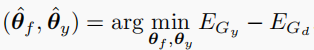 (θ̂_f, θ̂_y) = arg min_{θ_f,θ_y} E_{G_y} − E_{G_d}